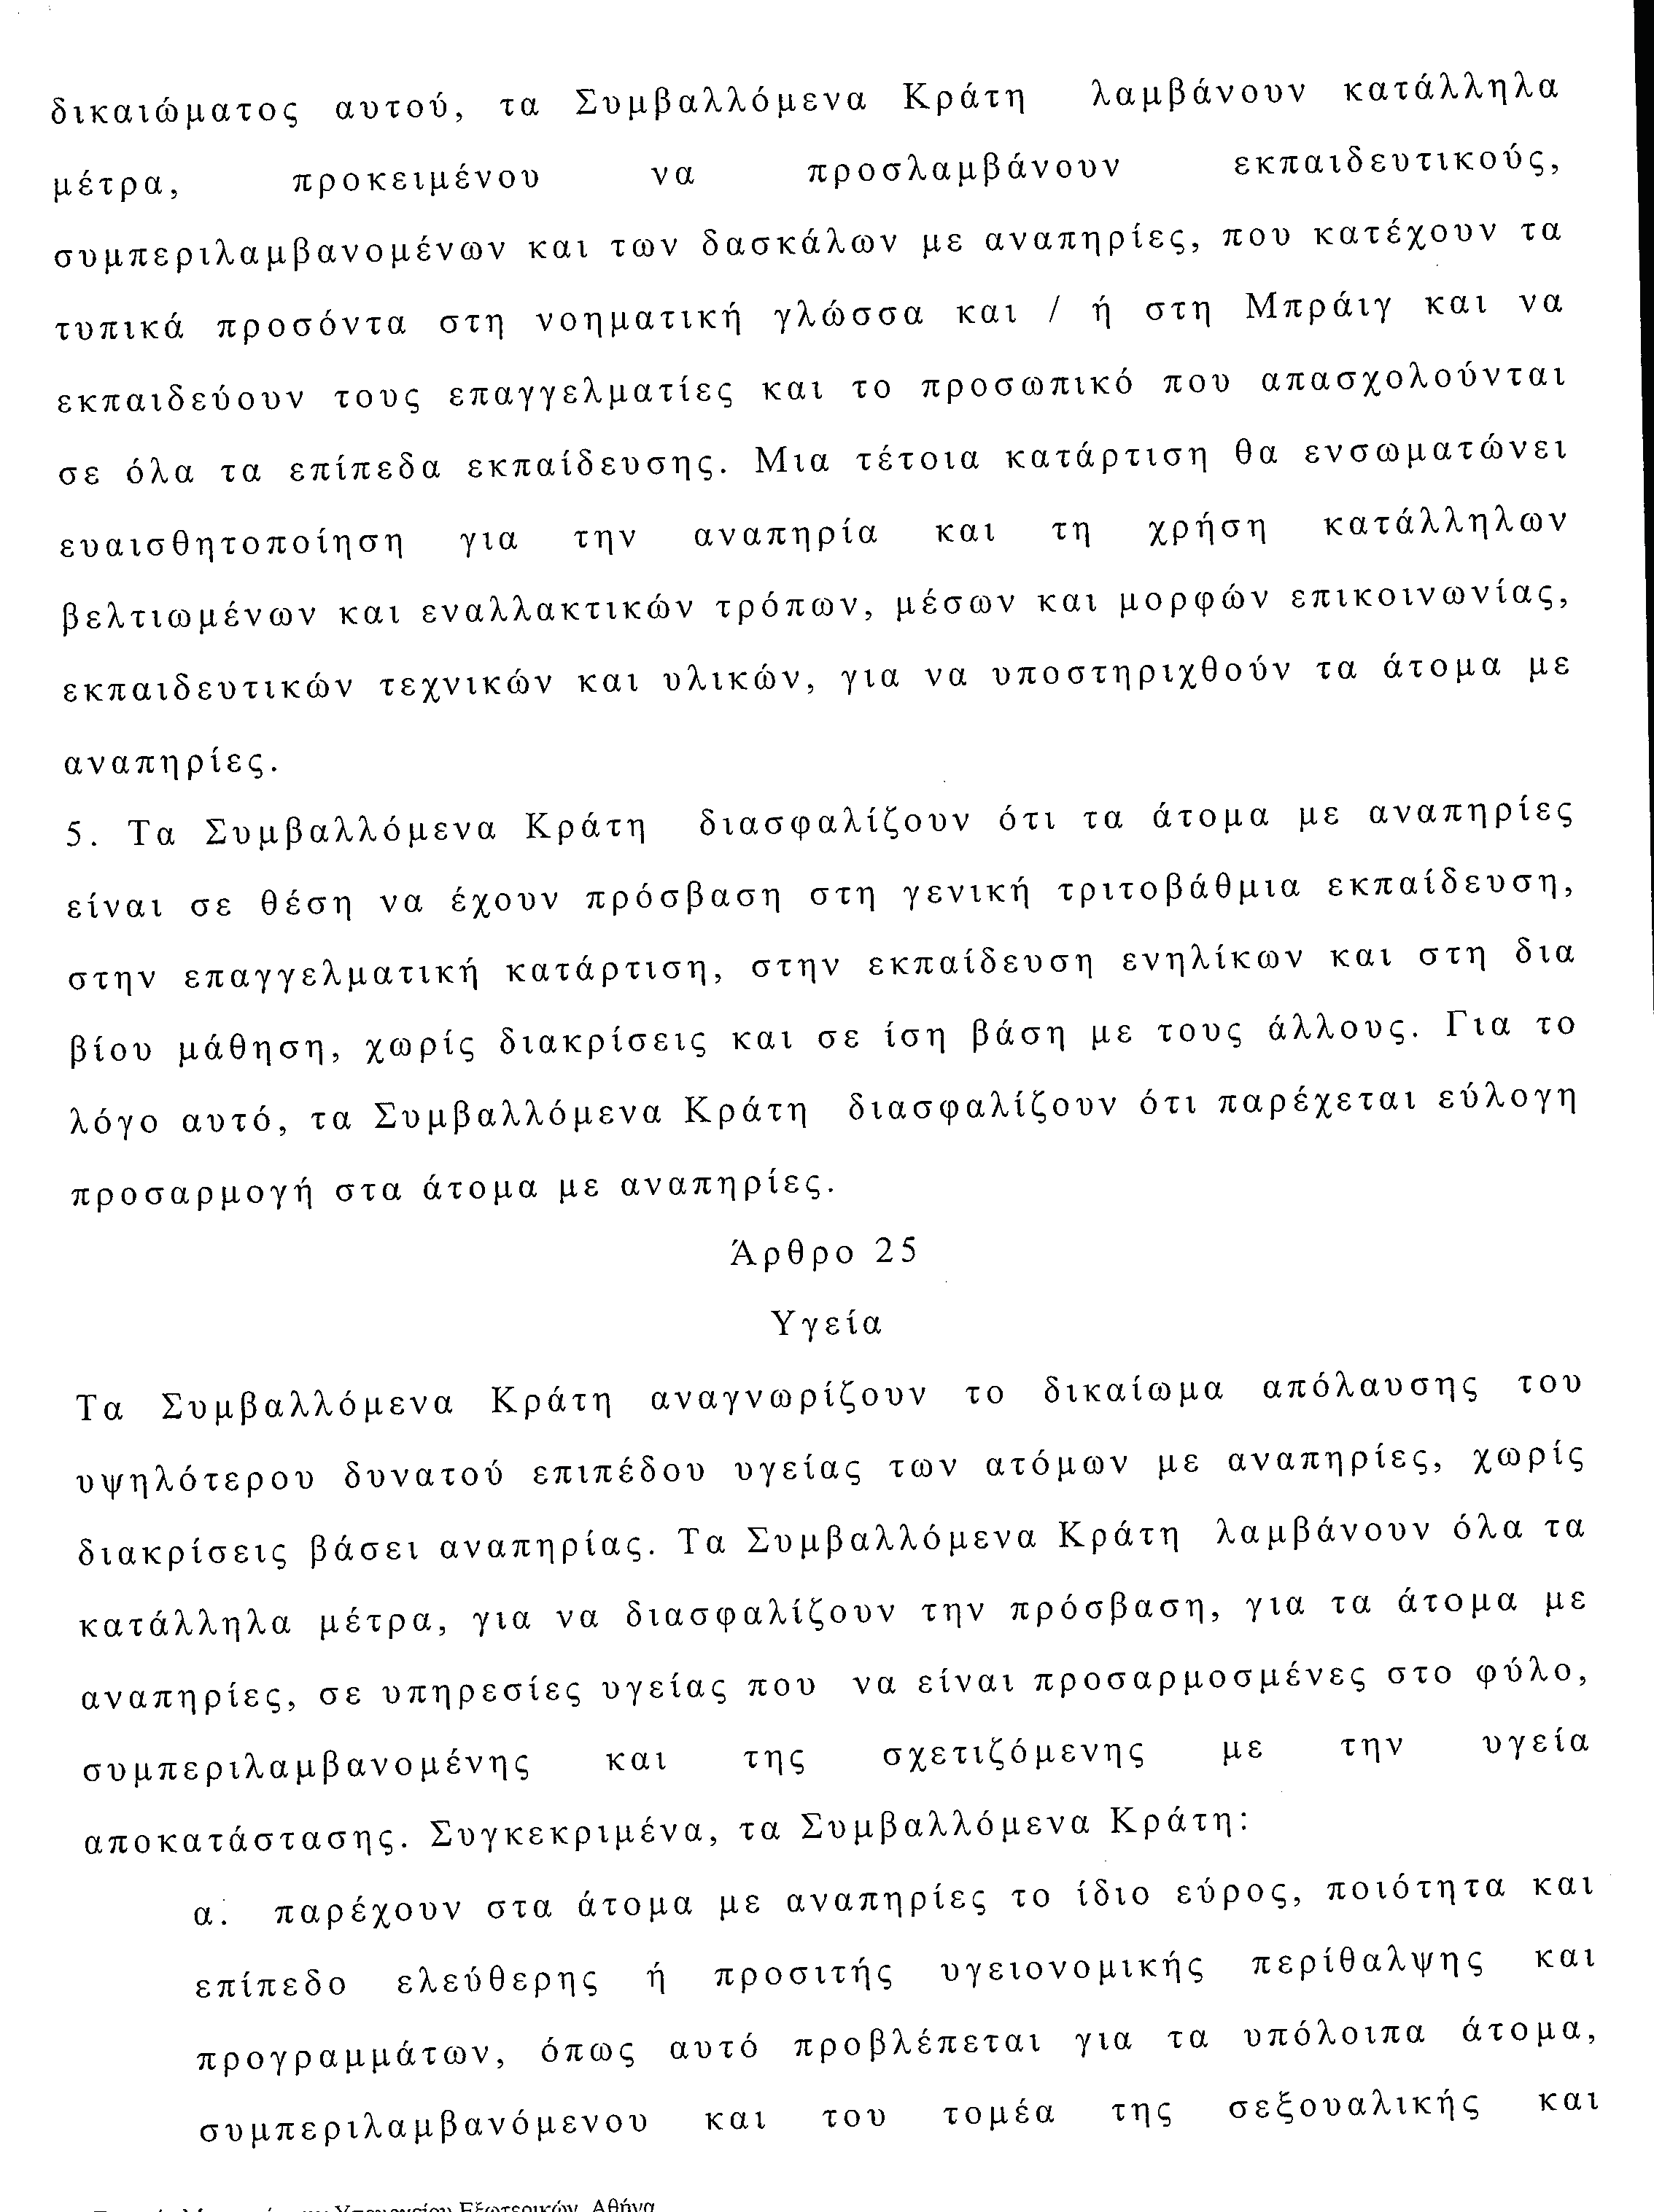 δικαιώματος αυτού, τα Συμβαλλόμενα Κράτη λαμβάνουν κατάλληλα
μέτρα, προκειμένου να προσλαμβάνουν εκπαιδευτικούς,
συμπεριλαμβανομένων και των δασκάλων με αναπηρίες, που κατέχουν τα
τυπικά προσόντα στη νοηματική γλώσσα και / ή στη Μπράιγ και να
εκπαιδεύουν τους επαγγελματίες και το προσωπικό που απασχολούνται
σε όλα τα επίπεδα εκπαίδευσης. Μια τέτοια κατάρτιση θα ενσωματώνει
ευαισθητοποίηση για την αναπηρία και τη χρήση κατάλληλων
βελτιωμένων και εναλλακτικών τρόπων, μέσων και μορφών επικοινωνίας,
εκπαιδευτικών τεχνικών και υλικών, για να υποστηριχθούν τα άτομα με
αναπηρίες.
5. Τα Συμβαλλόμενα Κράτη διασφαλίζουν ότι τα άτομα με αναπηρίες
είναι σε θέση να έχουν πρόσβαση στη γενική τριτοβάθμια εκπαίδευση,
στην επαγγελματική κατάρτιση, στην εκπαίδευση ενηλίκων και στη δια
βίου μάθηση, χωρίς διακρίσεις και σε ίση βάση με τους άλλους. Για το
λόγο αυτό, τα Συμβαλλόμενα Κράτη διασφαλίζουν ότι παρέχεται εύλογη
προσαρμογή στα άτομα με αναπηρίες.
Άρθρο 25
Υγεία
Τα Συμβαλλόμενα Κράτη αναγνωρίζουν το δικαίωμα απόλαυσης του
υψηλότερου δυνατού επιπέδου υγείας των ατόμων με αναπηρίες, χωρίς
διακρίσεις βάσει αναπηρίας. Τα Συμβαλλόμενα Κράτη λαμβάνουν όλα τα
κατάλληλα μέτρα, για να διασφαλίζουν την πρόσβαση, για τα άτομα με
αναπηρίες, σε υπηρεσίες υγείας που να είναι προσαρμοσμένες στο φύλο,
συμπεριλαμβανομένης και της σχετιζόμενης με την υγεία
αποκατάστασης. Συγκεκριμένα, τα Συμβαλλόμενα Κράτη:
α. παρέχουν στα άτομα με αναπηρίες το ίδιο εύρος, ποιότητα και
επίπεδο ελεύθερης ή προσιτής υγειονομικής περίθαλψης και
προγραμμάτων, όπως αυτό προβλέπεται για τα υπόλοιπα άτομα,
συμπεριλαμβανόμενου και του τομέα της σεξουαλικής και
Υπουργείου Εξωτερικών, Αθήνα